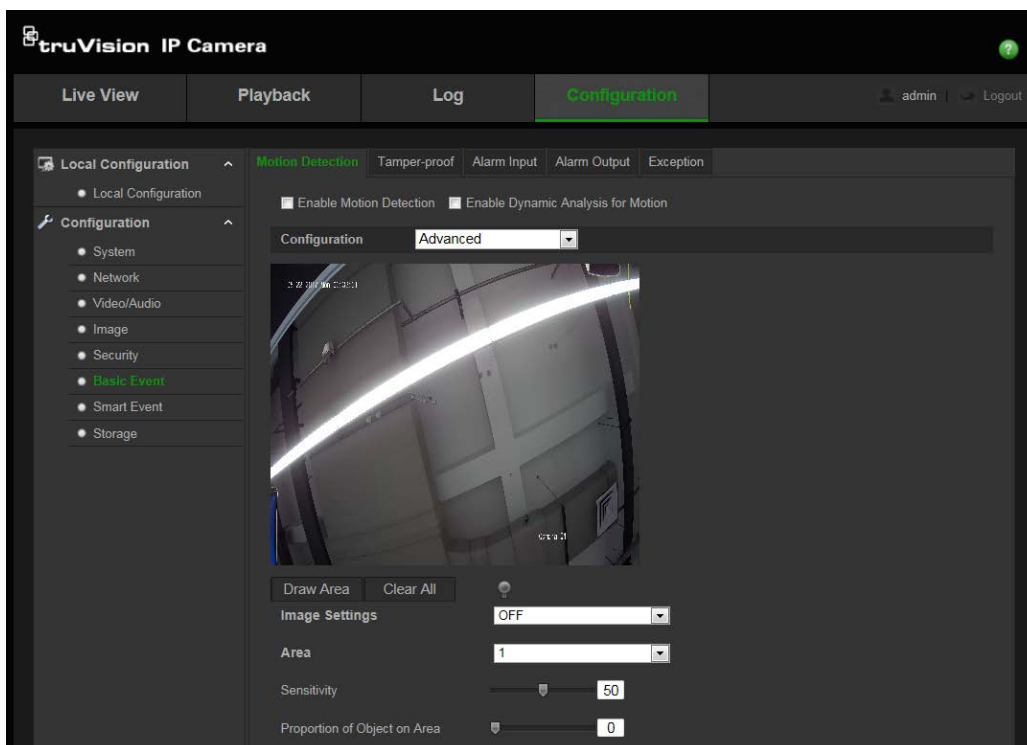 truVision IP Camera
Live View Playback Log Configuration admin | Logout
Local Configuration
Local Configuration
Configuration
System
Network
Video/Audio
Image
Security
Basic Event
Smart Event
Storage
Motion Detection Tamper-proof Alarm Input Alarm Output Exception
Enable Motion Detection Enable Dynamic Analysis for Motion
Configuration Advanced
Draw Area Clear All
Image Settings OFF
Area 1
Sensitivity 50
Proportion of Object on Area 0